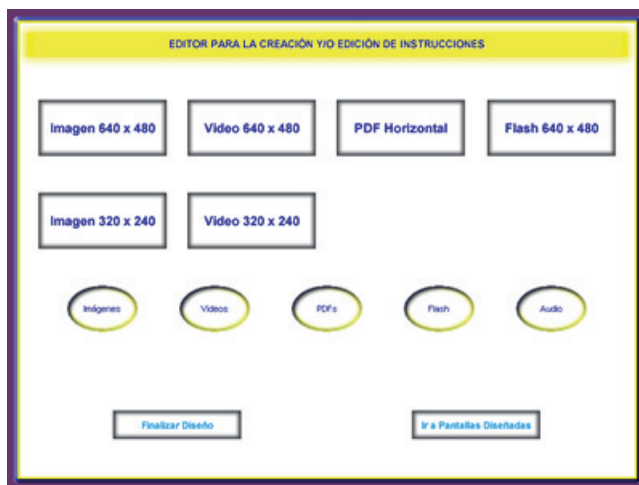 EDITOR PARA LA CREACIÓN Y/O EDICIÓN DE INSTRUCCIONES
Imagen 640 x 480
Video 640 x 480
PDF Horizontal
Flash 640 x 480
Imagen 320 x 240
Video 320 x 240
Imágenes
Videos
PDFs
Flash
Audio
Finalizar Diseño
Ir a Pantallas Diseñadas